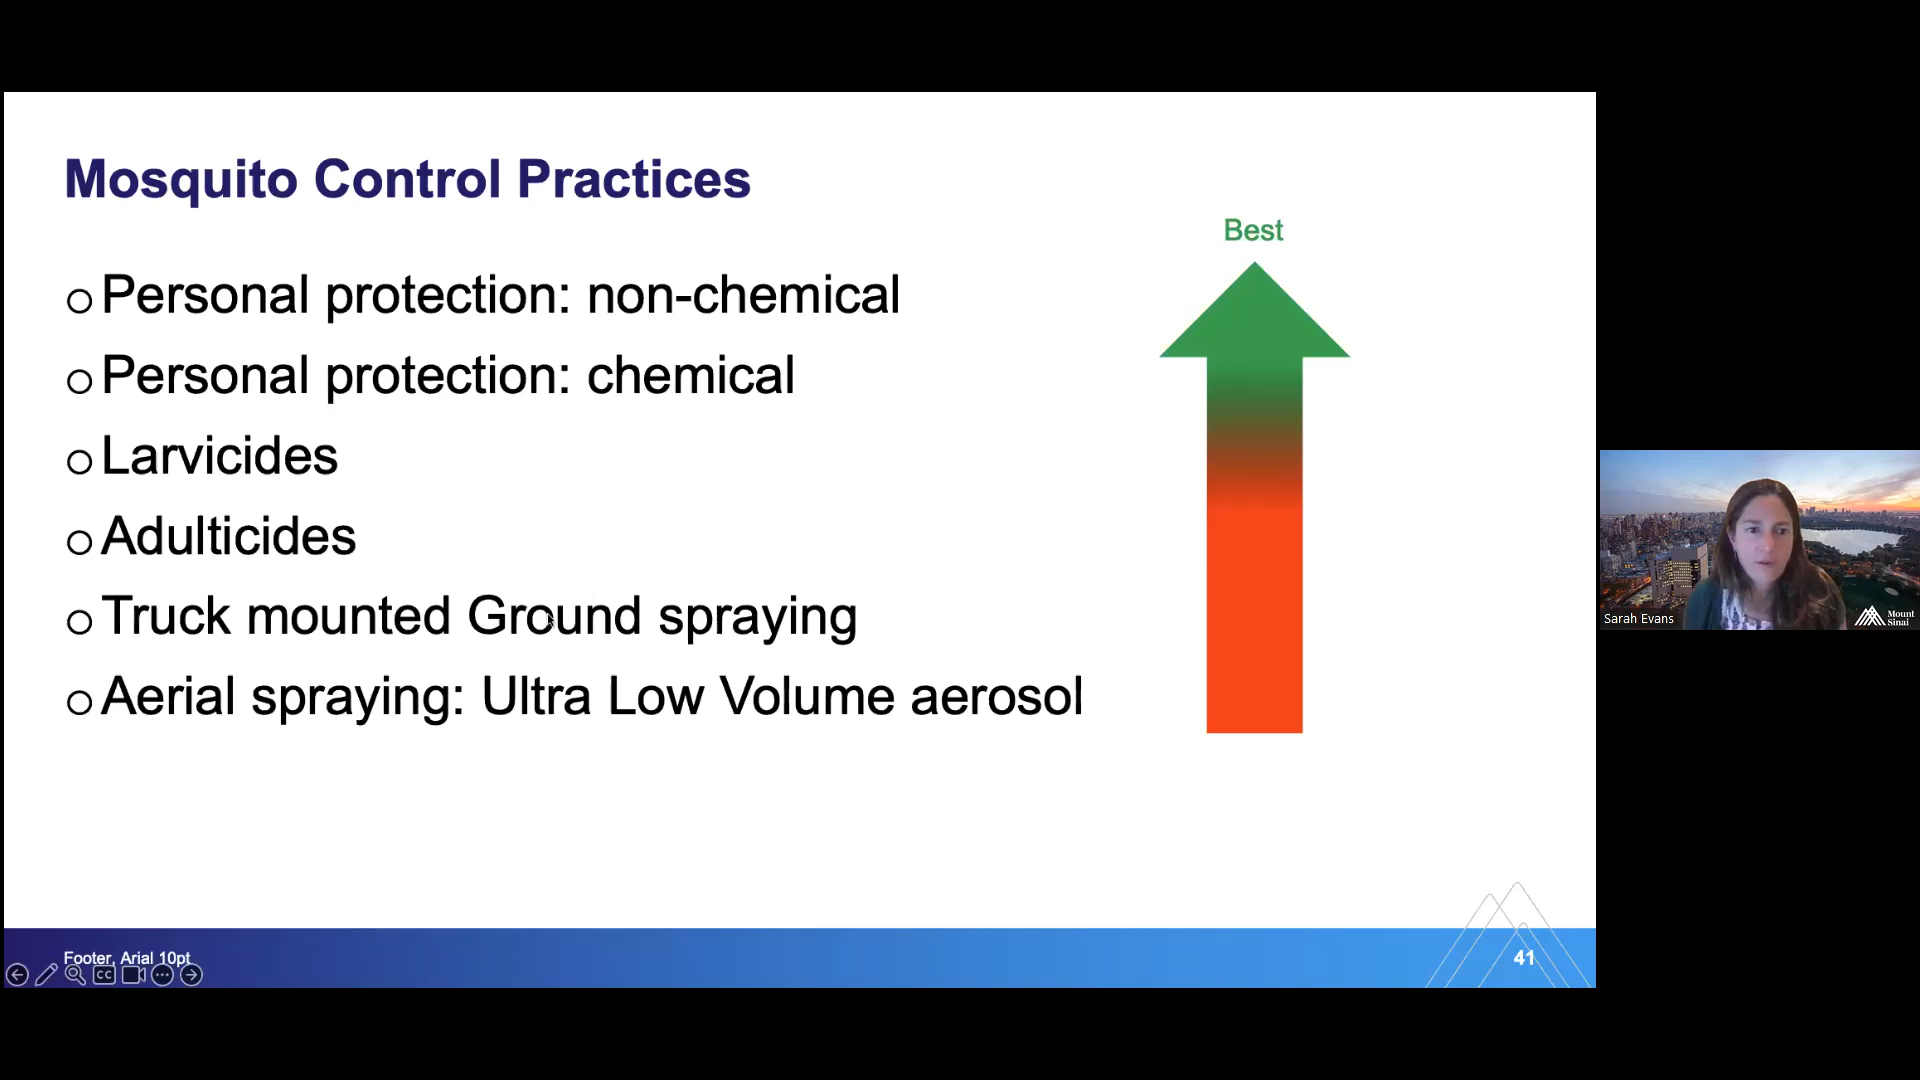 Mosquito Control Practices
Best
Personal protection: non-chemical
Personal protection: chemical
Larvicides
Adulticides
Truck mounted Ground spraying
Aerial spraying: Ultra Low Volume aerosol
Sarah Evans
Mount
Sinai
Footer, Arial 10pt
CC
41